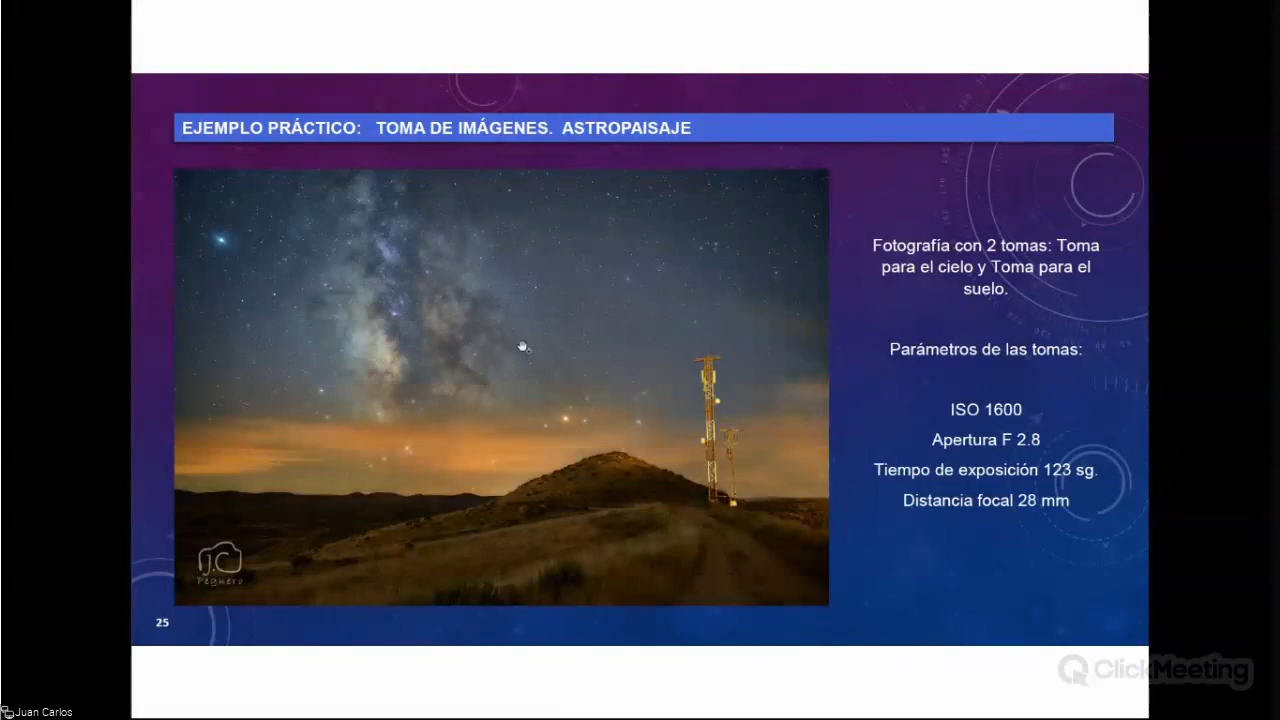 EJEMPLO PRÁCTICO: TOMA DE IMÁGENES. ASTROPAISAJE
Fotografía con 2 tomas: Toma
para el cielo y Toma para el
suelo.
Parámetros de las tomas:
ISO 1600
Apertura F 2.8
Tiempo de exposición 123 sg.
Distancia focal 28 mm
J.C
Peguero
25
ClickMeeting
Juan Carlos